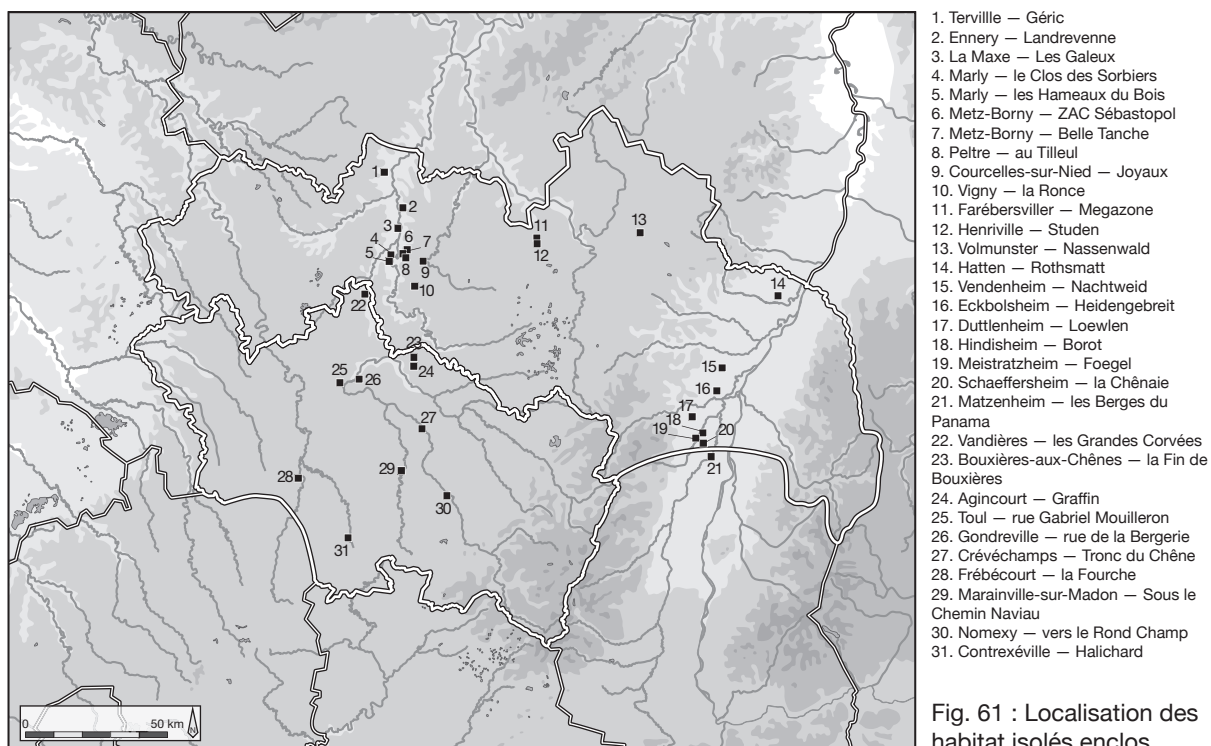 1
2
3
4
5
6
7
8
9
10
11
12
13
14
15
16
17
18
19
20
21
22
23
24
25
26
27
28
29
30
31
0
50 km
N
1. Tervillle — Géric
2. Ennery — Landrevenne
3. La Maxe — Les Galeux
4. Marly — le Clos des Sorbiers
5. Marly — les Hameaux du Bois
6. Metz-Borny — ZAC Sébastopol
7. Metz-Borny — Belle Tanche
8. Peltre — au Tilleul
9. Courcelles-sur-Nied — Joyaux
10. Vigny — la Ronce
11. Farébersviller — Megazone
12. Henriville — Studen
13. Volmunster — Nassenwald
14. Hatten — Rothsmatt
15. Vendenheim — Nachtweid
16. Eckbolsheim — Heidengebreit
17. Duttlenheim — Loewlen
18. Hindisheim — Borot
19. Meistratzheim — Foegel
20. Schaeffersheim — la Chênaie
21. Matzenheim — les Berges du
Panama
22. Vandières — les Grandes Corvées
23. Bouxières-aux-Chênes — la Fin de
Bouxières
24. Agincourt — Graffin
25. Toul — rue Gabriel Mouilleron
26. Gondreville — rue de la Bergerie
27. Crévéchamps — Tronc du Chêne
28. Frébécourt — la Fourche
29. Marainville-sur-Madon — Sous le
Chemin Naviau
30. Nomexy — vers le Rond Champ
31. Contrexéville — Halichard
Fig. 61 : Localisation des
habitat isolés enclos